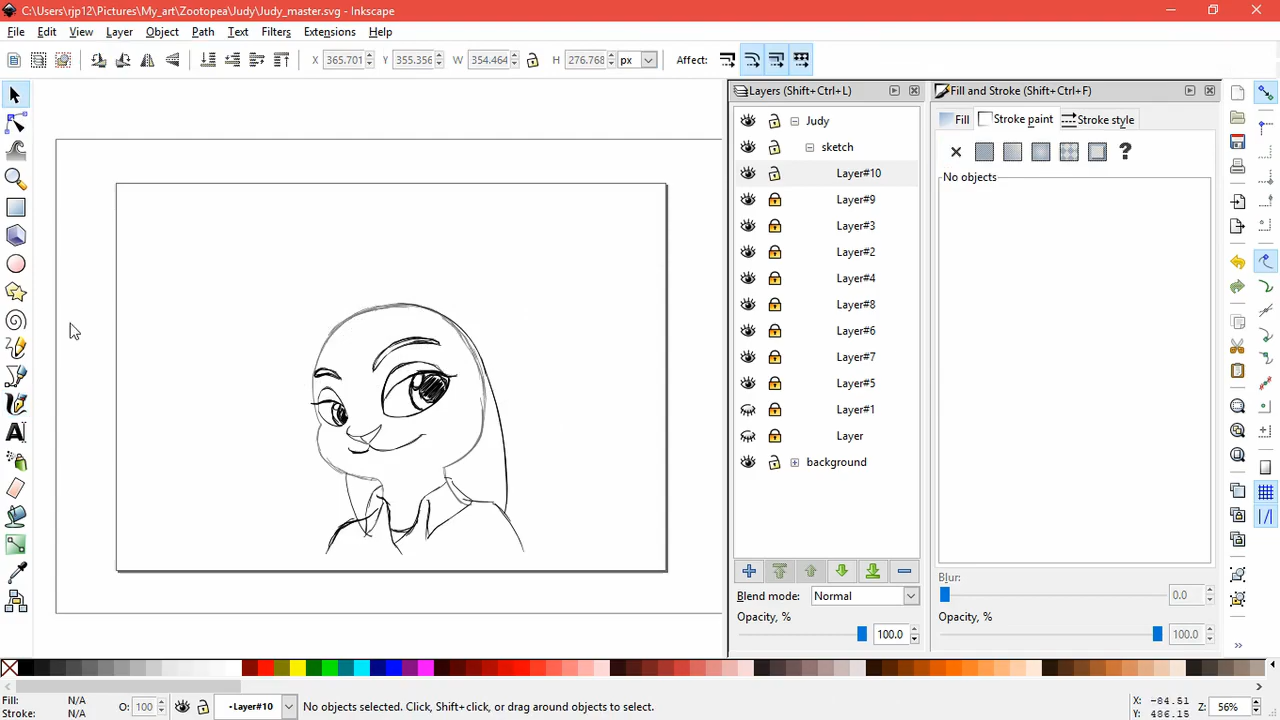 C:\Users\rjp12\Pictures\My_art\Zootopea\Judy\Judy_master.svg - Inkscape
File Edit View Layer Object Path Text Filters Extensions Help
X 365.701 Y 355.356 W 354.464 H 276.768 px Affect:
Layers (Shift+Ctrl+L) Fill and Stroke (Shift+Ctrl+F)
Judy
Fill Stroke paint Stroke style
sketch
Layer#10
No objects
Layer#9
Layer#3
Layer#2
Layer#4
Layer#8
Layer#6
Layer#7
Layer#5
Layer#1
Layer
background
Blur:
Blend mode: Normal 0.0
Opacity, % Opacity, %
100.0 100.0
Fill: N/A
Stroke: N/A
O: 100
Layer#10
No objects selected. Click, Shift+click, or drag around objects to select.
X: -84.51
Y: 486.15
Z: 56%